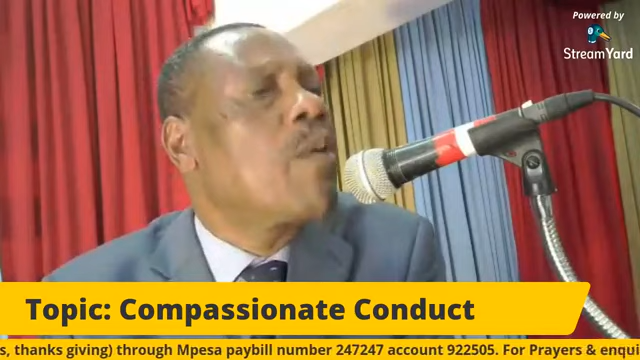 Powered by
StreamYard
Topic: Compassionate Conduct
s, thanks giving) through Mpesa paybill number 247247 account 922505. For Prayers & enqui